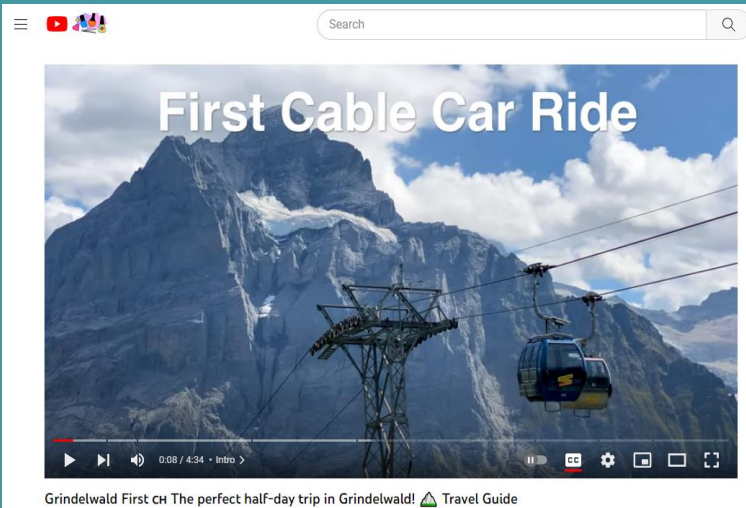 Search
First Cable Car Ride
0:08 / 4:34 • Intro >
CC
Grindelwald First CH The perfect half-day trip in Grindelwald! ⛰️ Travel Guide